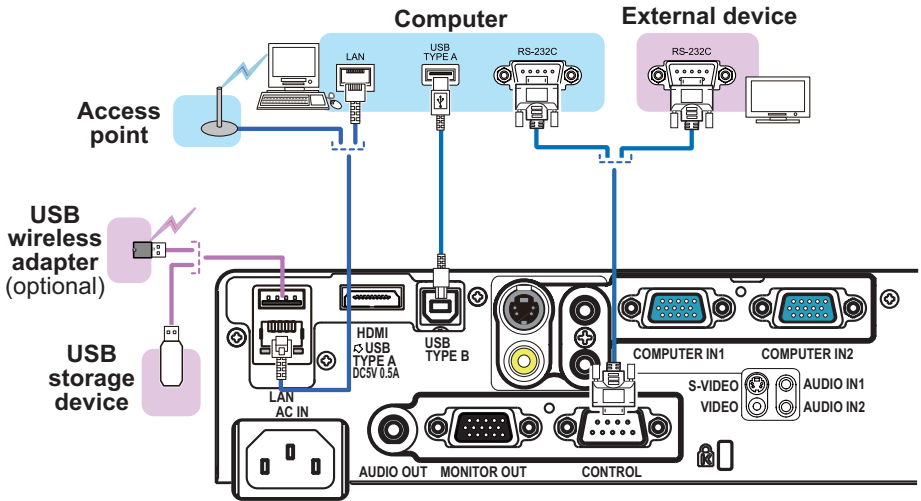 Computer
External device
LAN
USB
TYPE A
RS-232C
RS-232C
Access
point
USB
wireless
adapter
(optional)
USB
storage
device
HDMI
USB
TYPE A
DC5V 0.5A
USB
TYPE B
LAN
AC IN
COMPUTER IN1
COMPUTER IN2
S-VIDEO
AUDIO IN1
VIDEO
AUDIO IN2
AUDIO OUT
MONITOR OUT
CONTROL
K